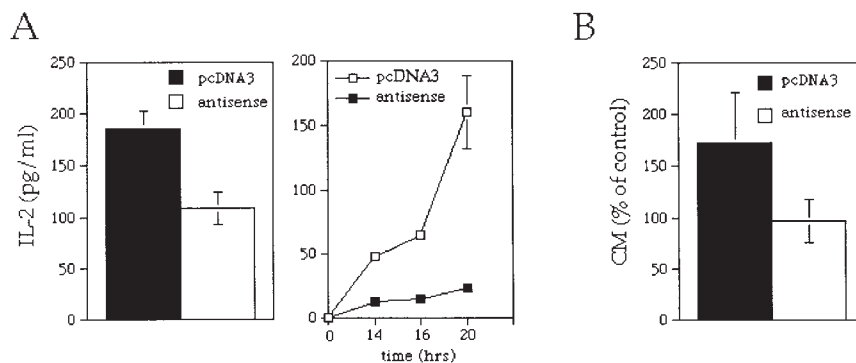 A
IL-2 (pg/ml)
250
200
150
100
50
0
pcDNA3
antisense
200
150
100
50
0
pcDNA3
antisense
0 14 16 20
time (hrs)
B
CM (% of control)
250
200
150
100
50
0
pcDNA3
antisense